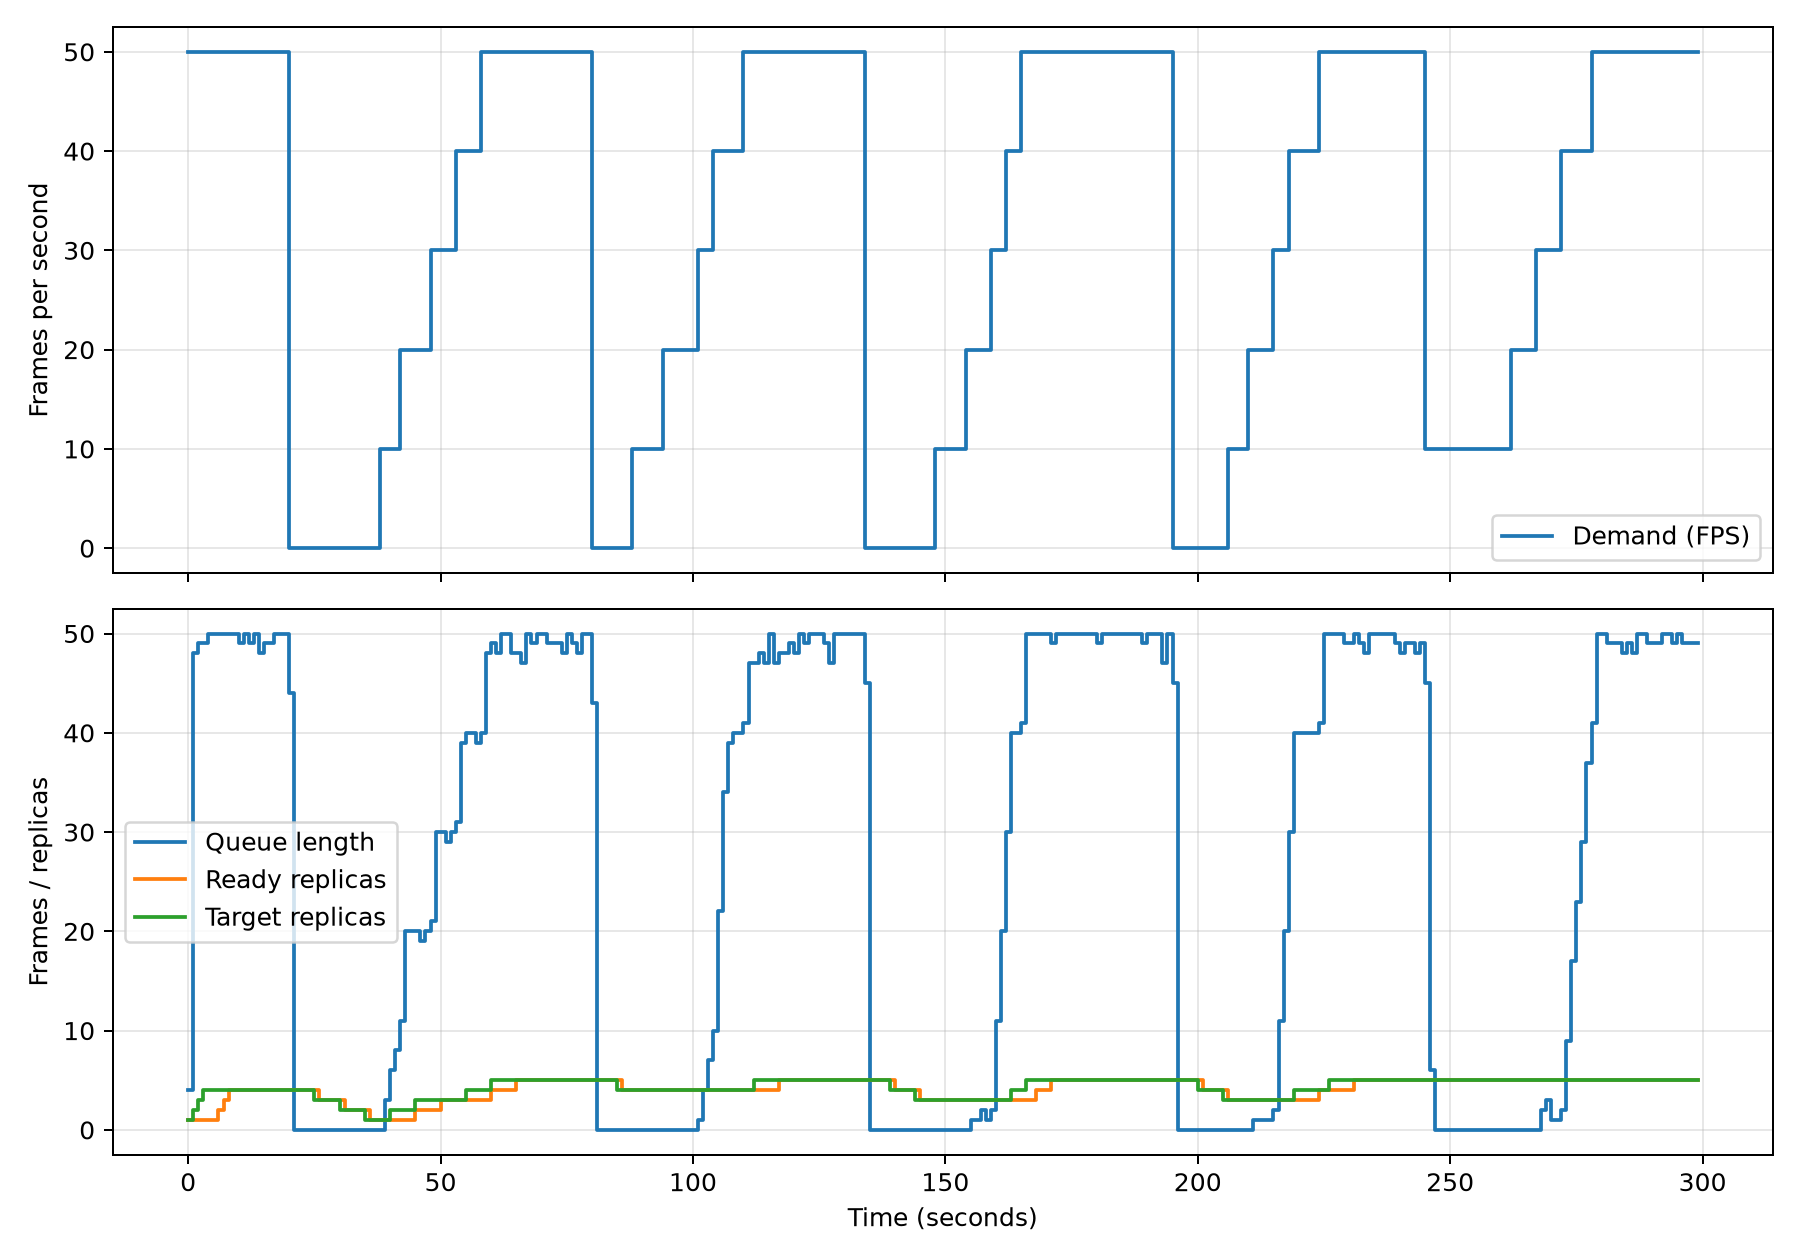 50
40
30
20
10
0
Frames per second
Demand (FPS)
50
40
30
20
10
0
Frames / replicas
Queue length
Ready replicas
Target replicas
0 50 100 150 200 250 300
Time (seconds)